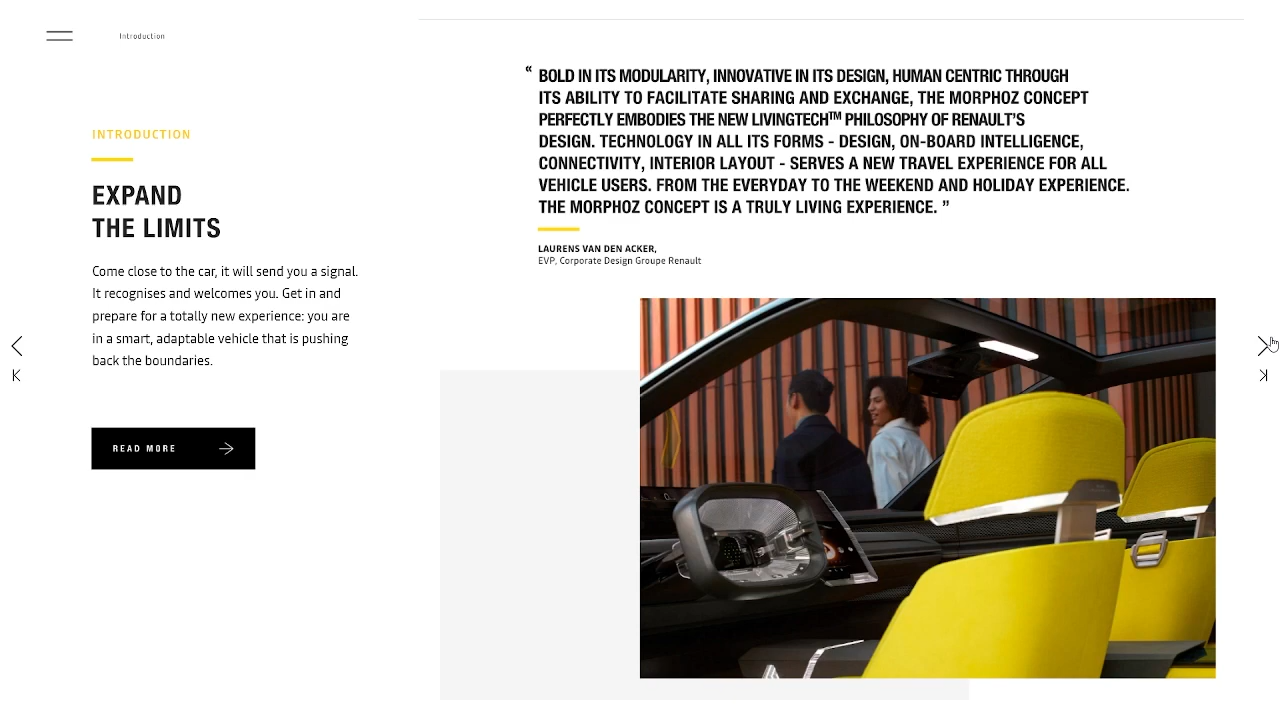 Introduction
INTRODUCTION
EXPAND
THE LIMITS
Come close to the car, it will send you a signal.
It recognises and welcomes you. Get in and
prepare for a totally new experience: you are
in a smart, adaptable vehicle that is pushing
back the boundaries.
READ MORE
« BOLD IN ITS MODULARITY, INNOVATIVE IN ITS DESIGN, HUMAN CENTRIC THROUGH
ITS ABILITY TO FACILITATE SHARING AND EXCHANGE, THE MORPHOZ CONCEPT
PERFECTLY EMBODIES THE NEW LIVINGTECH™ PHILOSOPHY OF RENAULT’S
DESIGN. TECHNOLOGY IN ALL ITS FORMS - DESIGN, ON-BOARD INTELLIGENCE,
CONNECTIVITY, INTERIOR LAYOUT - SERVES A NEW TRAVEL EXPERIENCE FOR ALL
VEHICLE USERS. FROM THE EVERYDAY TO THE WEEKEND AND HOLIDAY EXPERIENCE.
THE MORPHOZ CONCEPT IS A TRULY LIVING EXPERIENCE. ”
LAURENS VAN DEN ACKER,
EVP, Corporate Design Groupe Renault